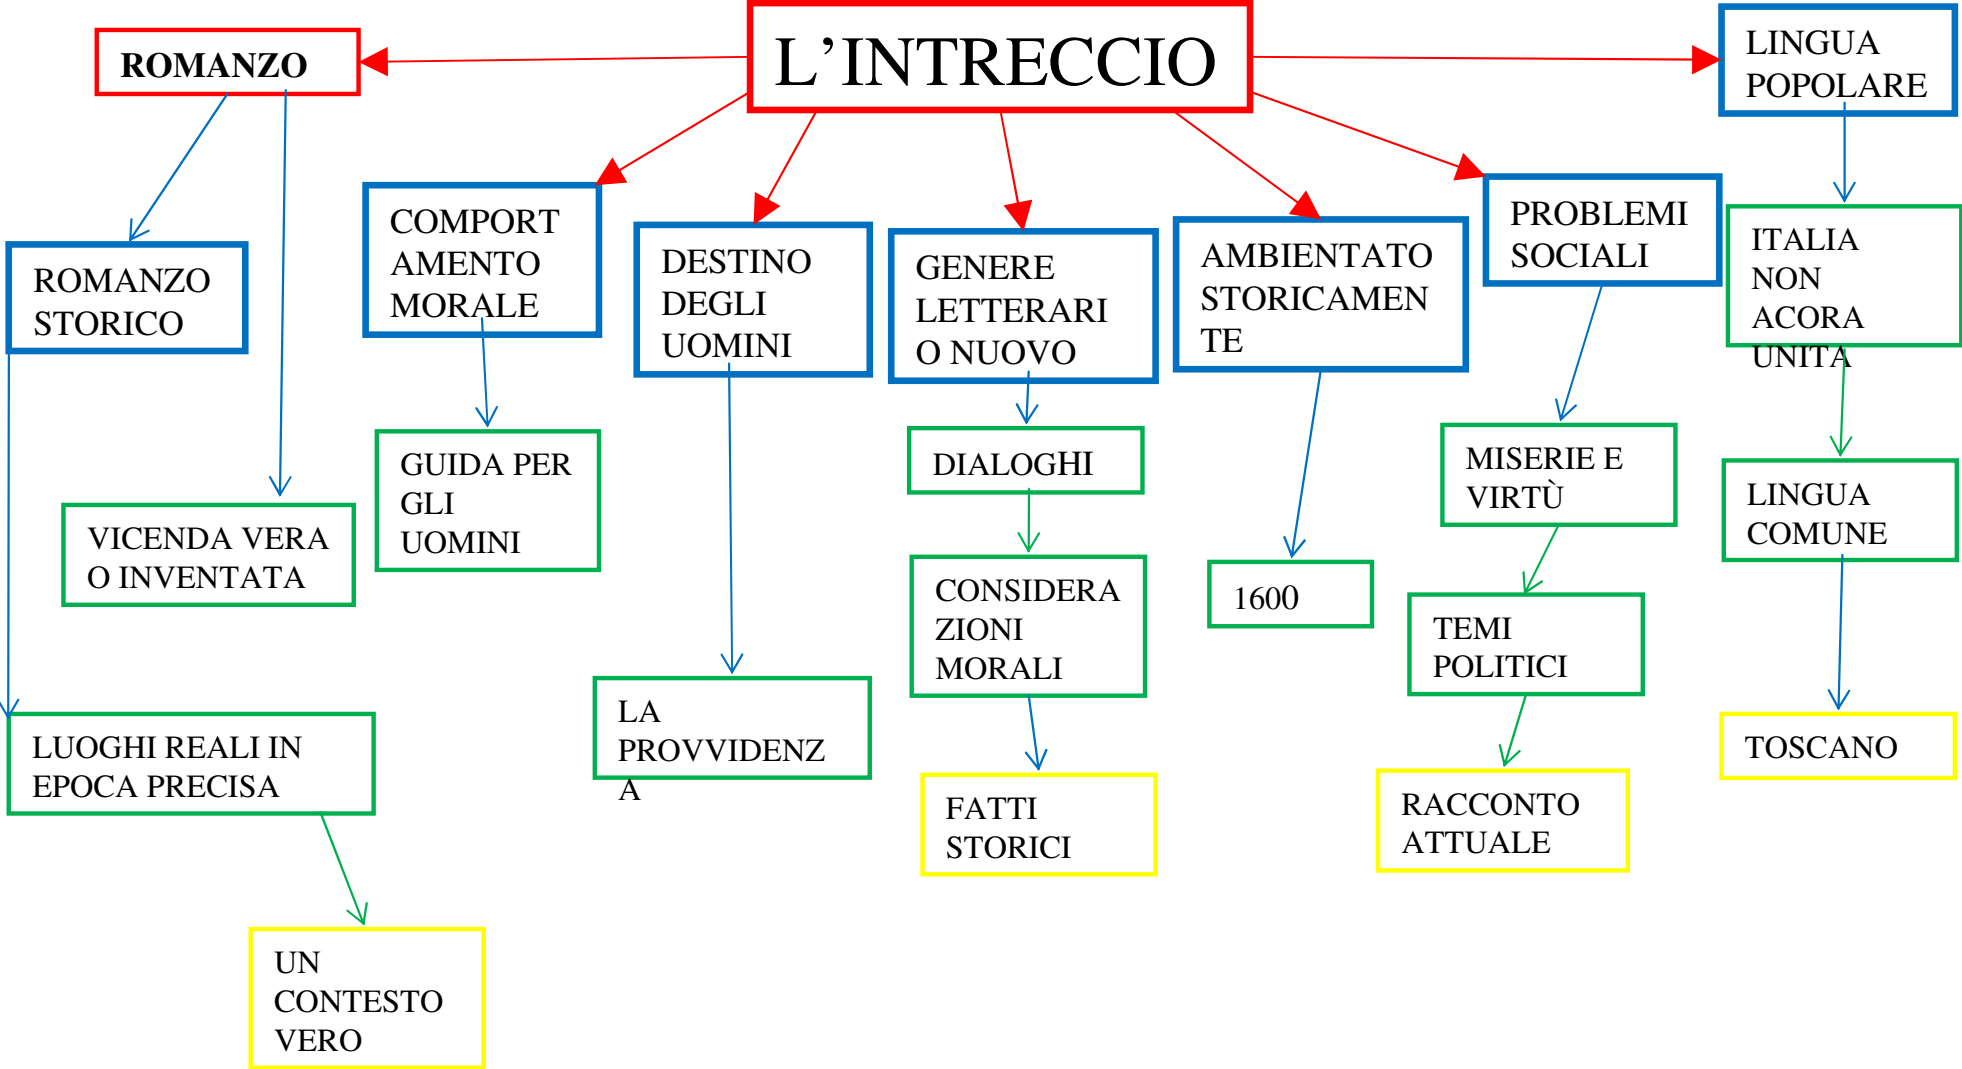 L’INTRECCIO
ROMANZO
LINGUA
POPOLARE
COMPORT
AMENTO
MORALE
DESTINO
DEGLI
UOMINI
GENERE
LETTERARI
O NUOVO
AMBIENTATO
STORICAMEN
TE
PROBLEMI
SOCIALI
ITALIA
NON
ACORA
UNITA
ROMANZO
STORICO
VICENDA VERA
O INVENTATA
GUIDA PER
GLI
UOMINI
DIALOGHI
MISERIE E
VIRTÙ
LINGUA
COMUNE
CONSIDERA
ZIONI
MORALI
1600
TEMI
POLITICI
LUOGHI REALI IN
EPOCA PRECISA
LA
PROVVIDENZ
A
FATTI
STORICI
RACCONTO
ATTUALE
TOSCANO
UN
CONTESTO
VERO